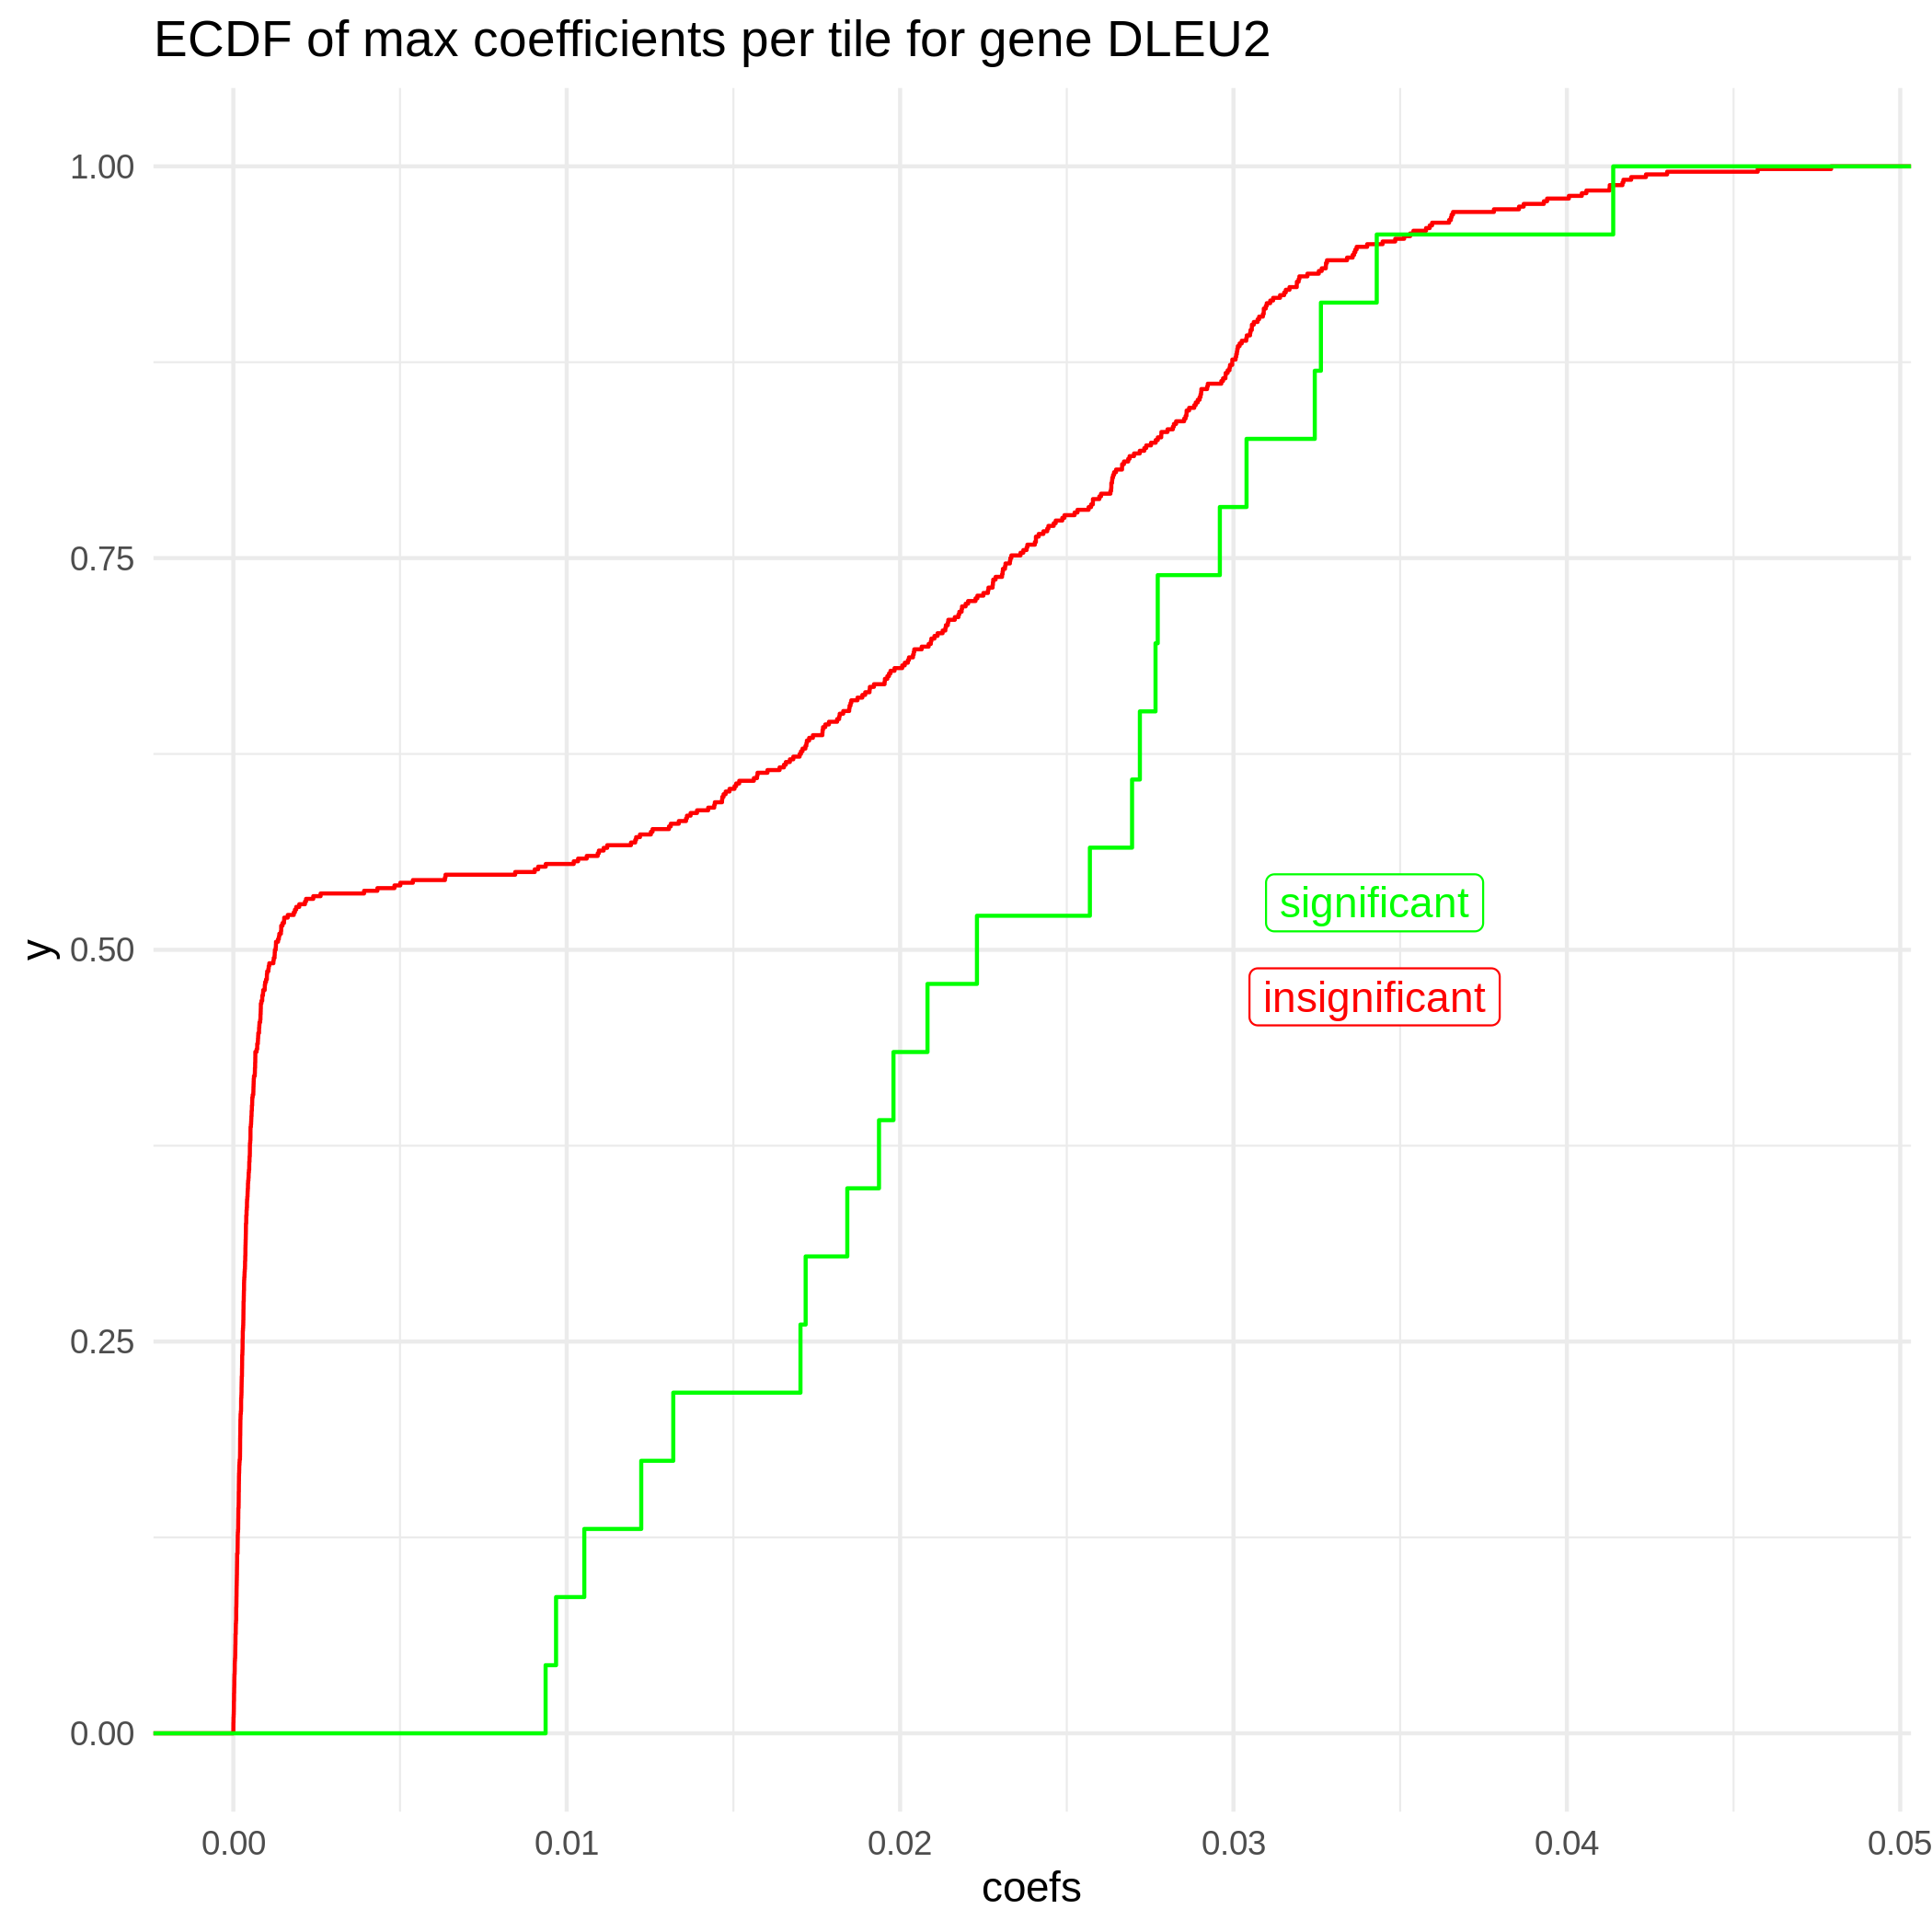 ECDF of max coefficients per tile for gene DLEU2
1.00
0.75
0.50
0.25
0.00
y
significant
insignificant
0.00 0.01 0.02 0.03 0.04 0.05
coefs